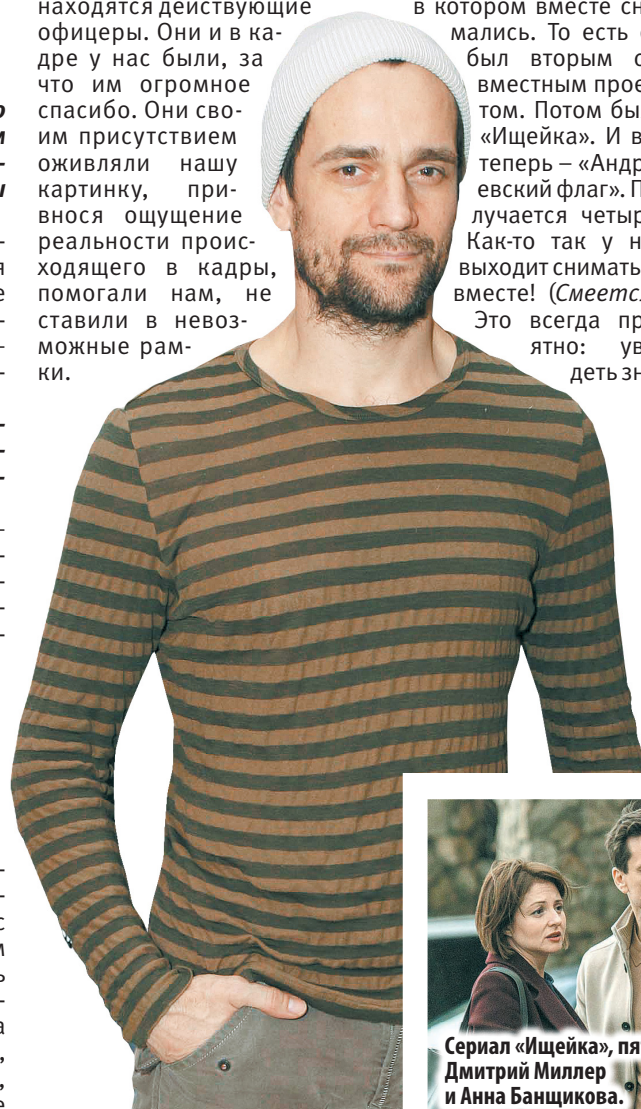 находятся действующие
офицеры. Они и в ка-
дре у нас были, за
что им огромное
спасибо. Они сво-
им присутствием
оживляли нашу
картинку, при-
внося ощущение
реальности проис-
ходящего в кадры,
помогали нам, не
ставили в невоз-
можные рам-
ки.
в котором вместе сн
мались. То есть
был вторым с
вместным прое
том. Потом бы
«Ищейка». И в
теперь – «Андр
евский флаг». П
лучается четыр
Как-то так у н
выходит снимать
вместе! (Смеется
Это всегда пр
ятно: ув
деть зн
Сериал «Ищейка», пя
Дмитрий Миллер
и Анна Банщикова.